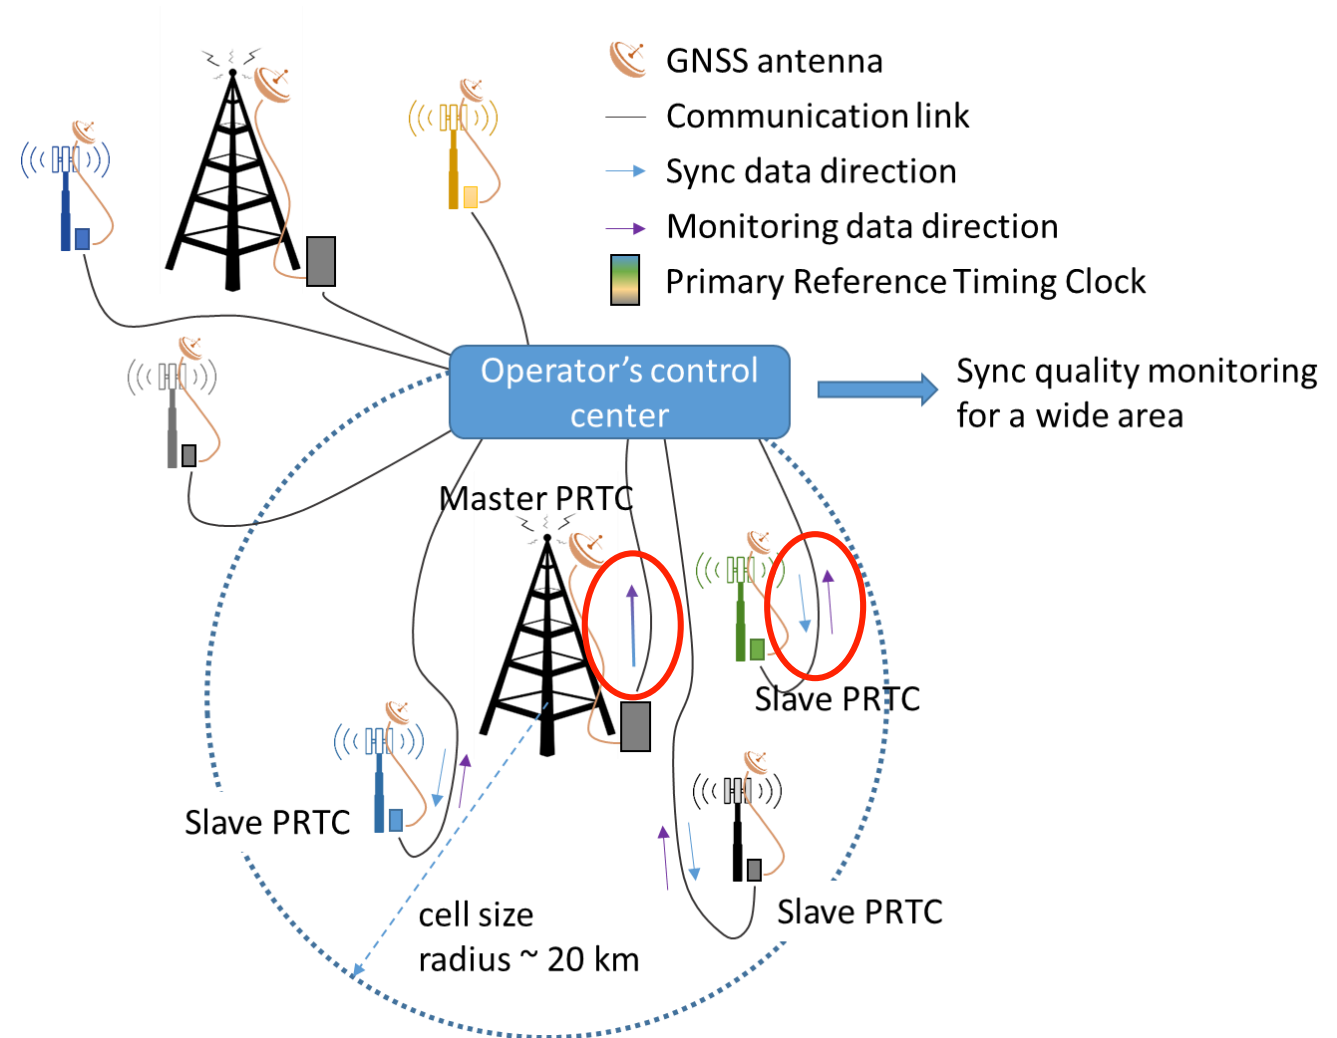 GNSS antenna
Communication link
Sync data direction
Monitoring data direction
Primary Reference Timing Clock
Operator's control
center
Sync quality monitoring
for a wide area
Master PRTC
Slave PRTC
Slave PRTC
Slave PRTC
cell size
radius ~ 20 km